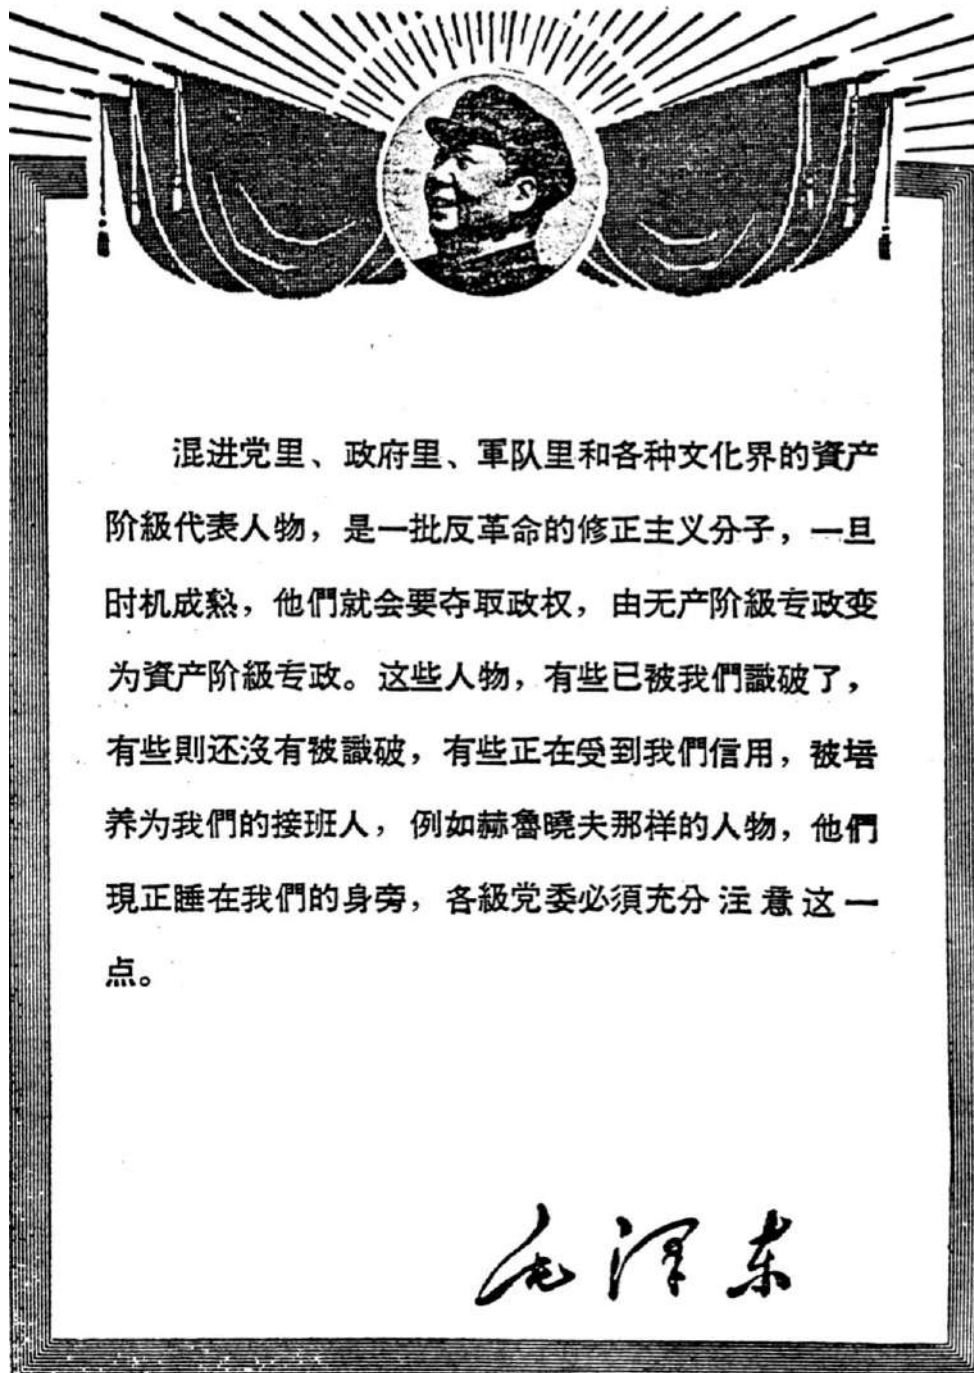 混进党里、政府里、軍队里和各种文化界的資产
阶級代表人物，是一批反革命的修正主义分子，一旦
时机成熟，他們就会要夺取政权，由无产阶級专政变
为資产阶級专政。这些人物，有些已被我們識破了，
有些則还沒有被識破，有些正在受到我們信用，被培
养为我們的接班人，例如赫魯曉夫那样的人物，他們
現正睡在我們的身旁，各級党委必須充分注意这一
点。
毛澤东